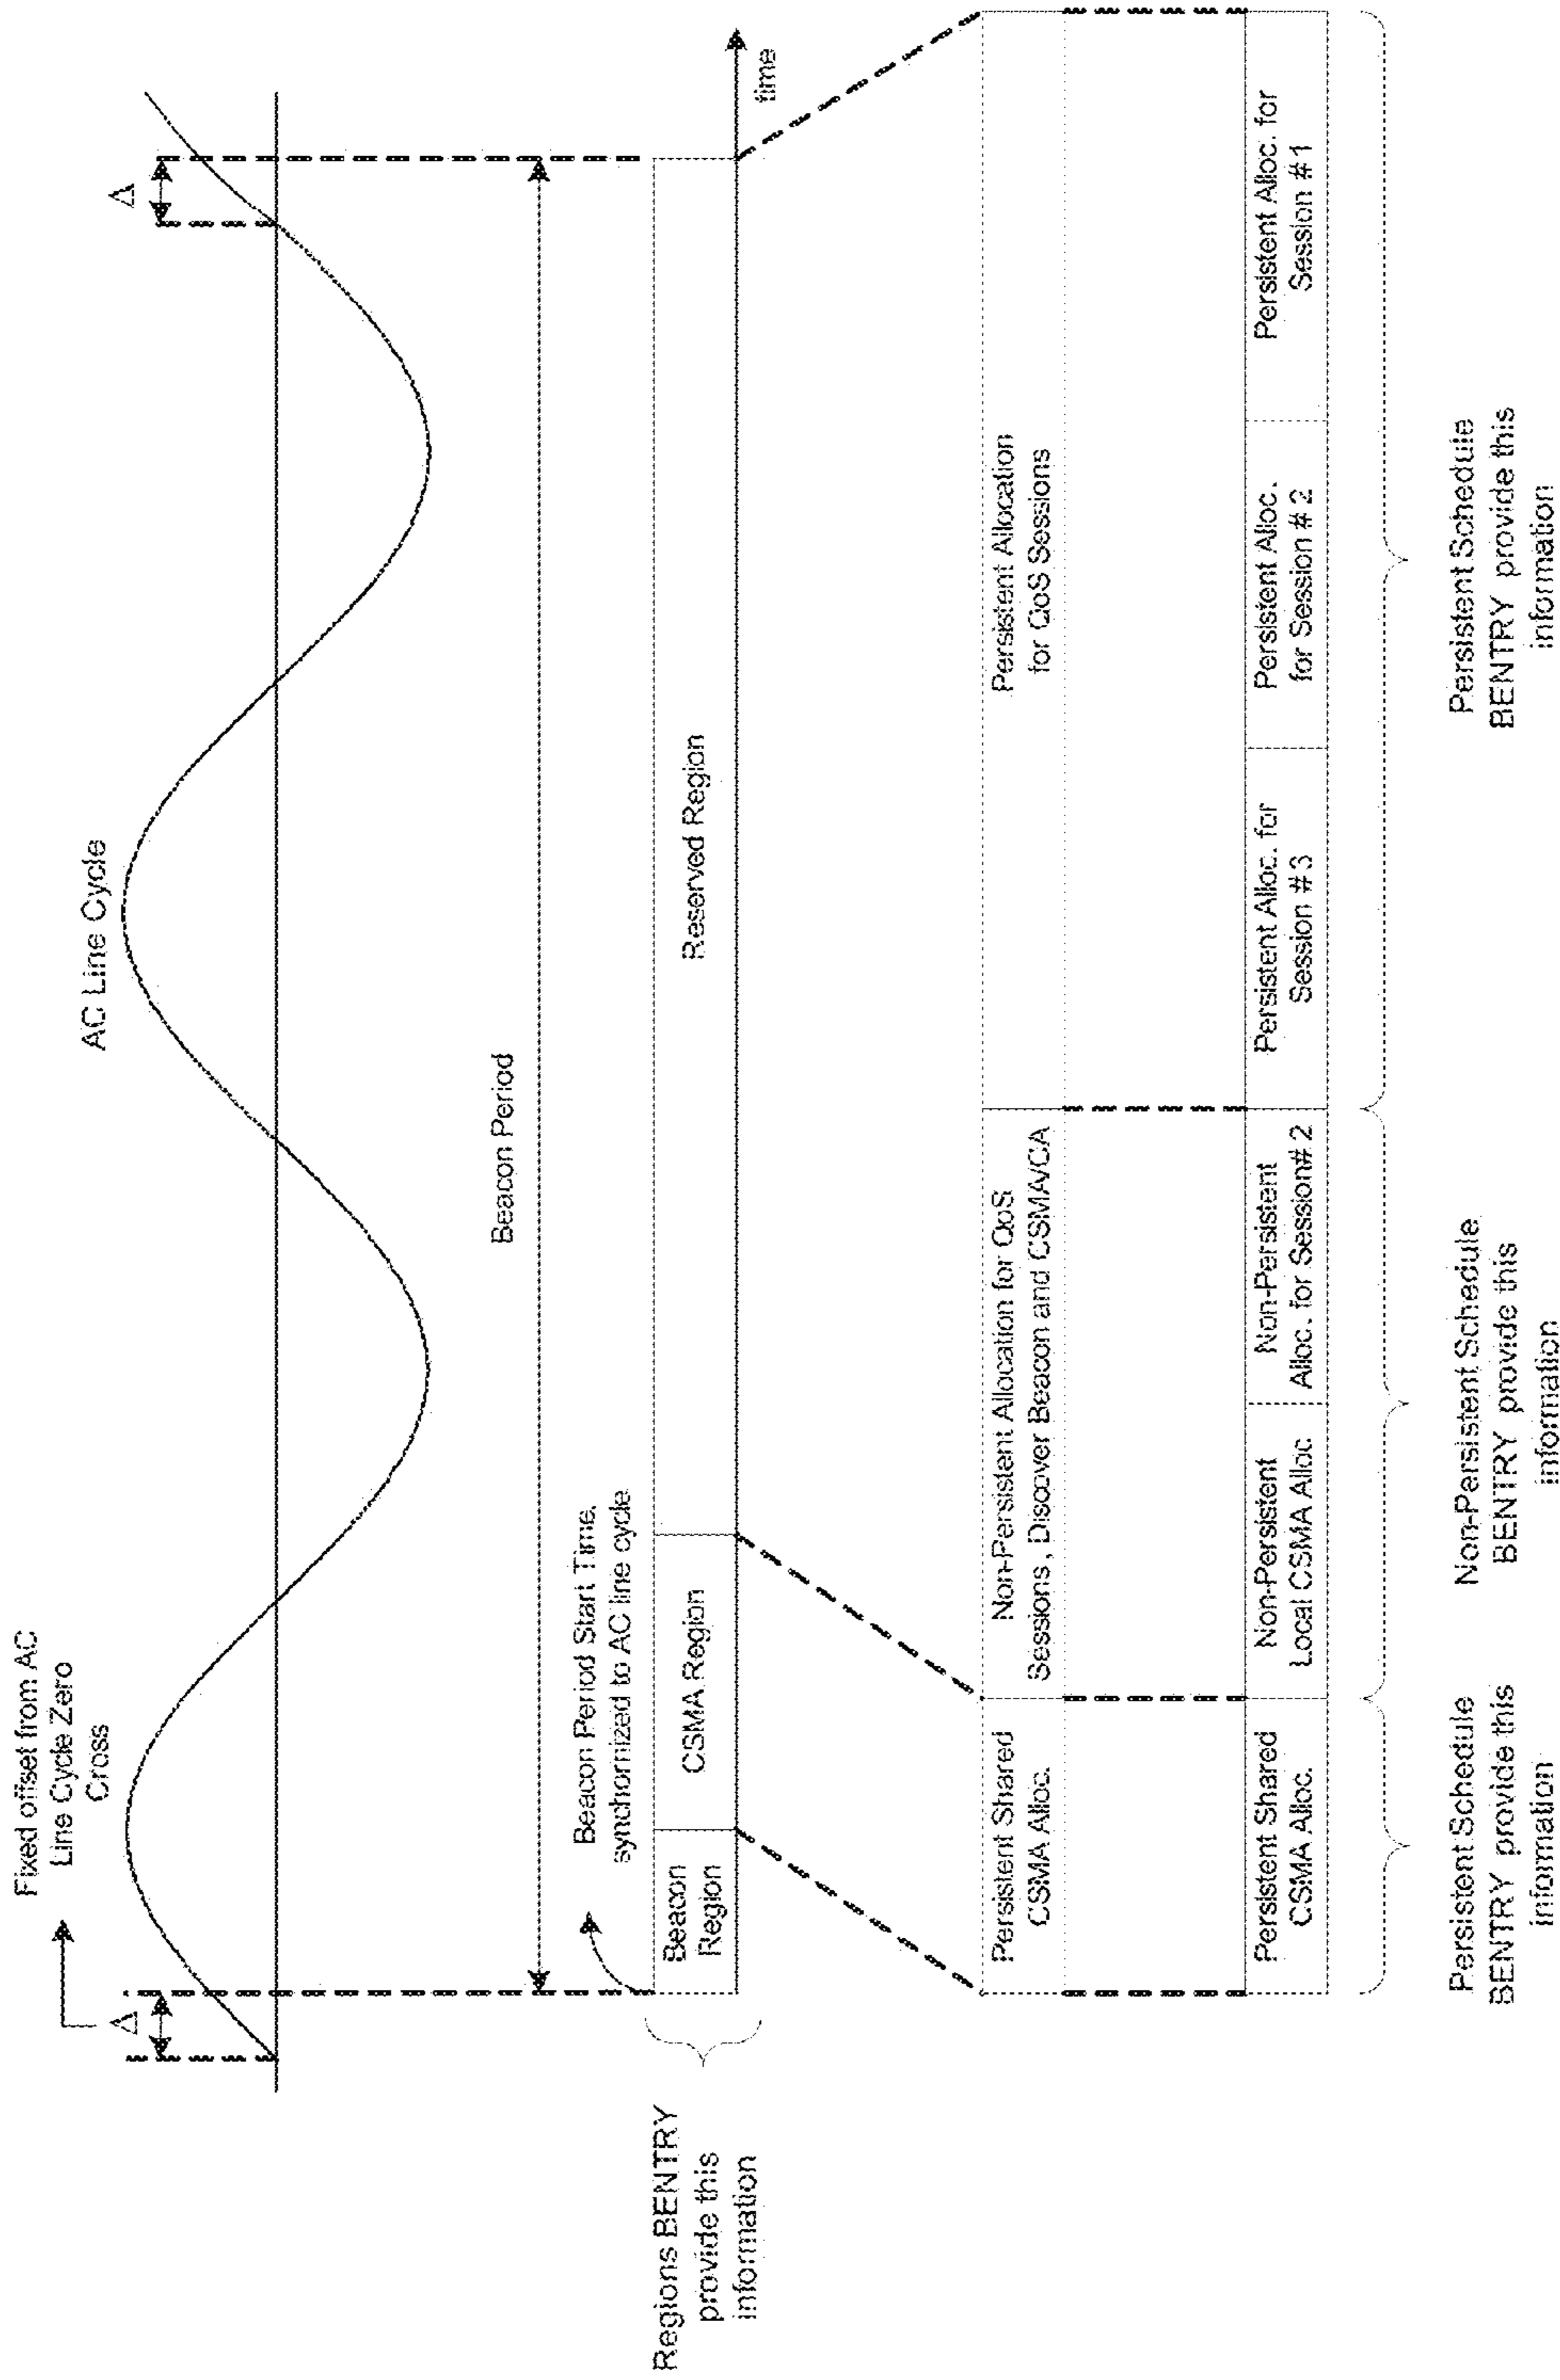 Fixed offset from AC
Line Cycle Zero
Cross
AC Line Cycle
Δ
Δ
Beacon Period
Beacon Period Start Time,
synchornized to AC line cycle
Regions BENTRY
provide this
information
Beacon
Region
CSMA Region
Reserved Region
time
Persistent Shared
CSMA Alloc.
Non-Persistent Allocation for QoS
Sessions, Discover Beacon and CSMA/CA
Persistent Allocation
for QoS Sessions
Persistent Shared
CSMA Alloc.
Non-Persistent
Local CSMA Alloc.
Non-Persistent
Alloc. for Session# 2
Persistent Alloc. for
Session #3
Persistent Alloc.
for Session # 2
Persistent Alloc. for
Session #1
Persistent Schedule
BENTRY provide this
information
Non-Persistent Schedule
BENTRY provide this
information
Persistent Schedule
BENTRY provide this
information